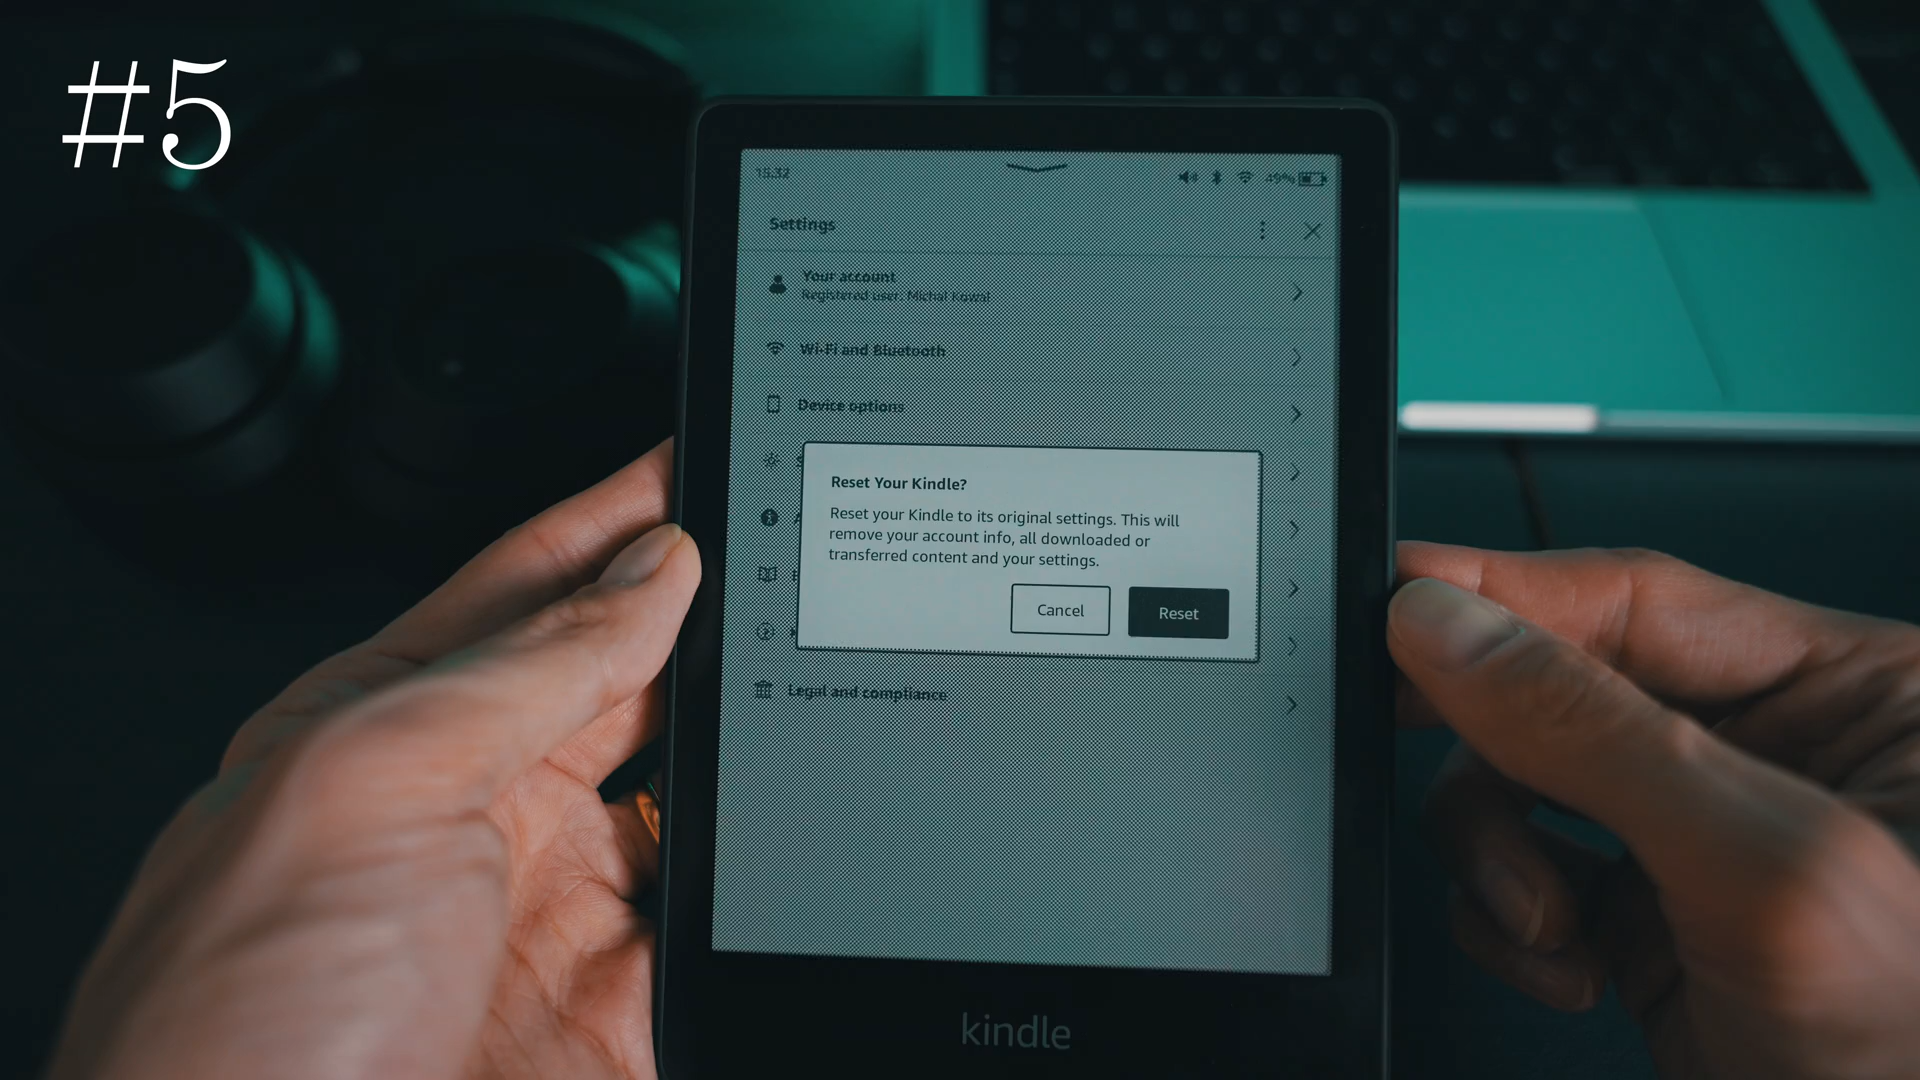 #5
15.32
49%
Settings
Your account
Registered user: Michal Kowal
Wi-Fi and Bluetooth
Device options
Reset Your Kindle?
Reset your Kindle to its original settings. This will
remove your account info, all downloaded or
transferred content and your settings.
Cancel
Reset
Legal and compliance
kindle